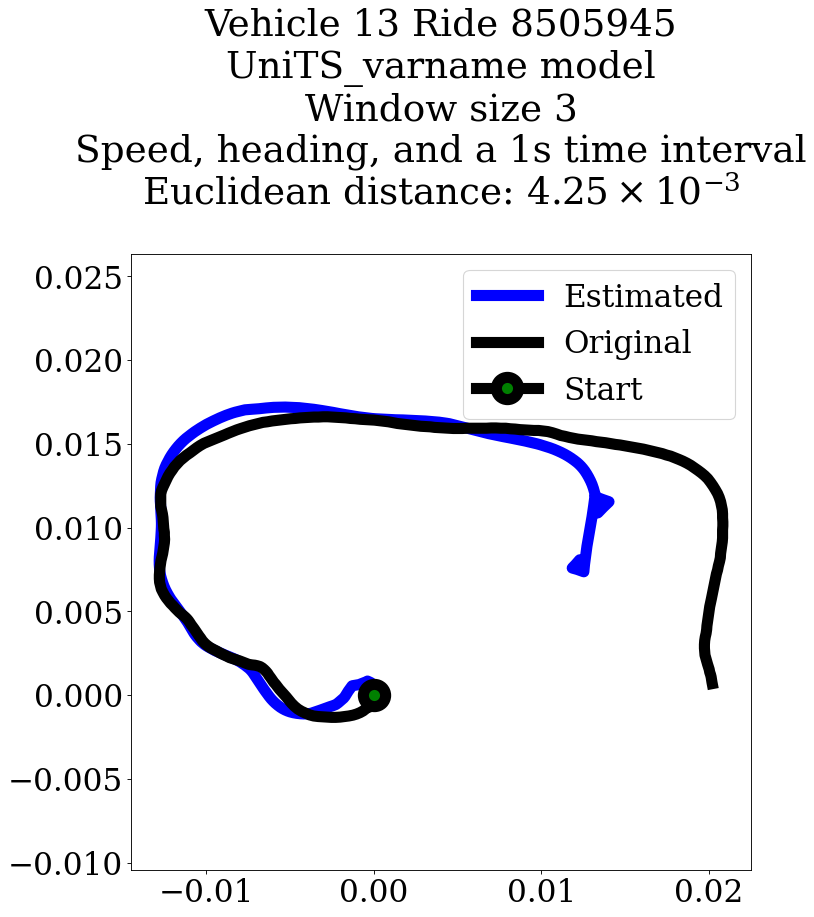 Vehicle 13 Ride 8505945
UniTS_varname model
Window size 3
Speed, heading, and a 1s time interval
Euclidean distance: 4.25 × 10⁻³
Estimated
Original
Start
0.025
0.020
0.015
0.010
0.005
0.000
−0.005
−0.010
−0.01 0.00 0.01 0.02